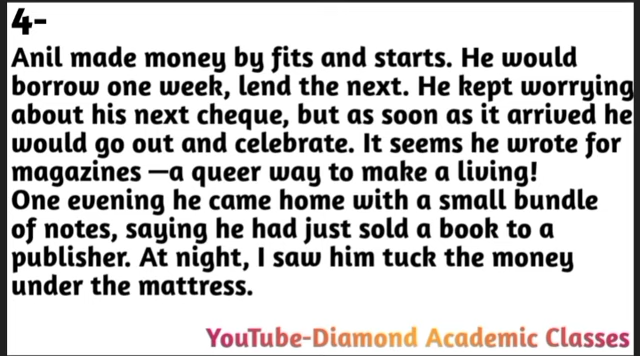 4-
Anil made money by fits and starts. He would
borrow one week, lend the next. He kept worrying
about his next cheque, but as soon as it arrived he
would go out and celebrate. It seems he wrote for
magazines —a queer way to make a living!
One evening he came home with a small bundle
of notes, saying he had just sold a book to a
publisher. At night, I saw him tuck the money
under the mattress.
YouTube-Diamond Academic Classes